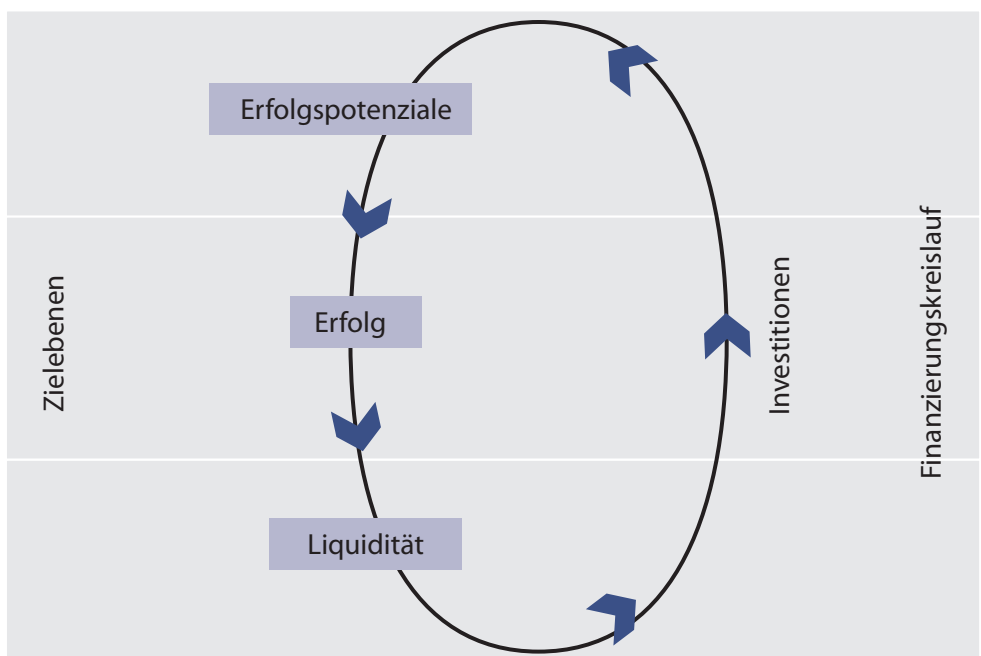 Erfolgspotenziale
Zielebenen
Erfolg
Investitionen
Finanzierungskreislauf
Liquidität